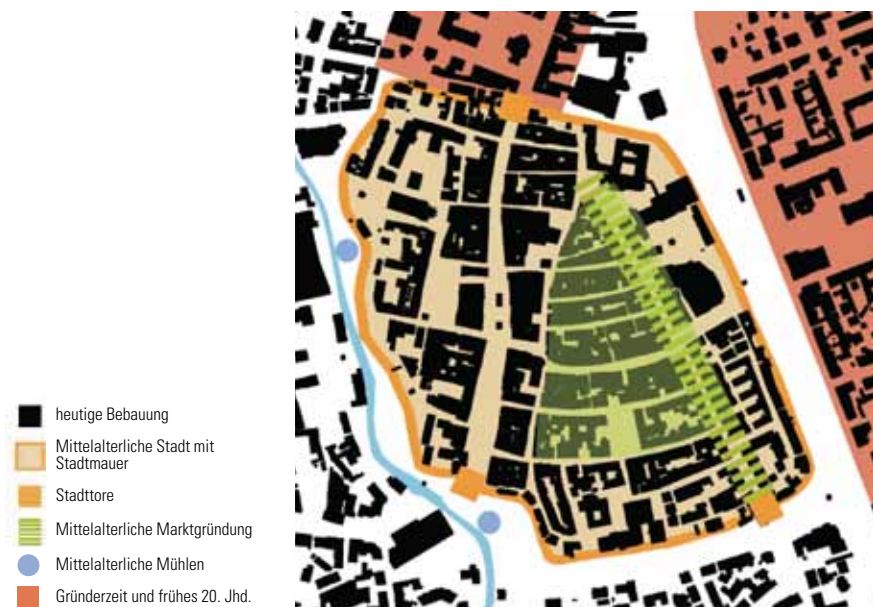 heutige Bebauung
Mittelalterliche Stadt mit
Stadtmauer
Stadttore
Mittelalterliche Marktgründung
Mittelalterliche Mühlen
Gründerzeit und frühes 20. Jhd.